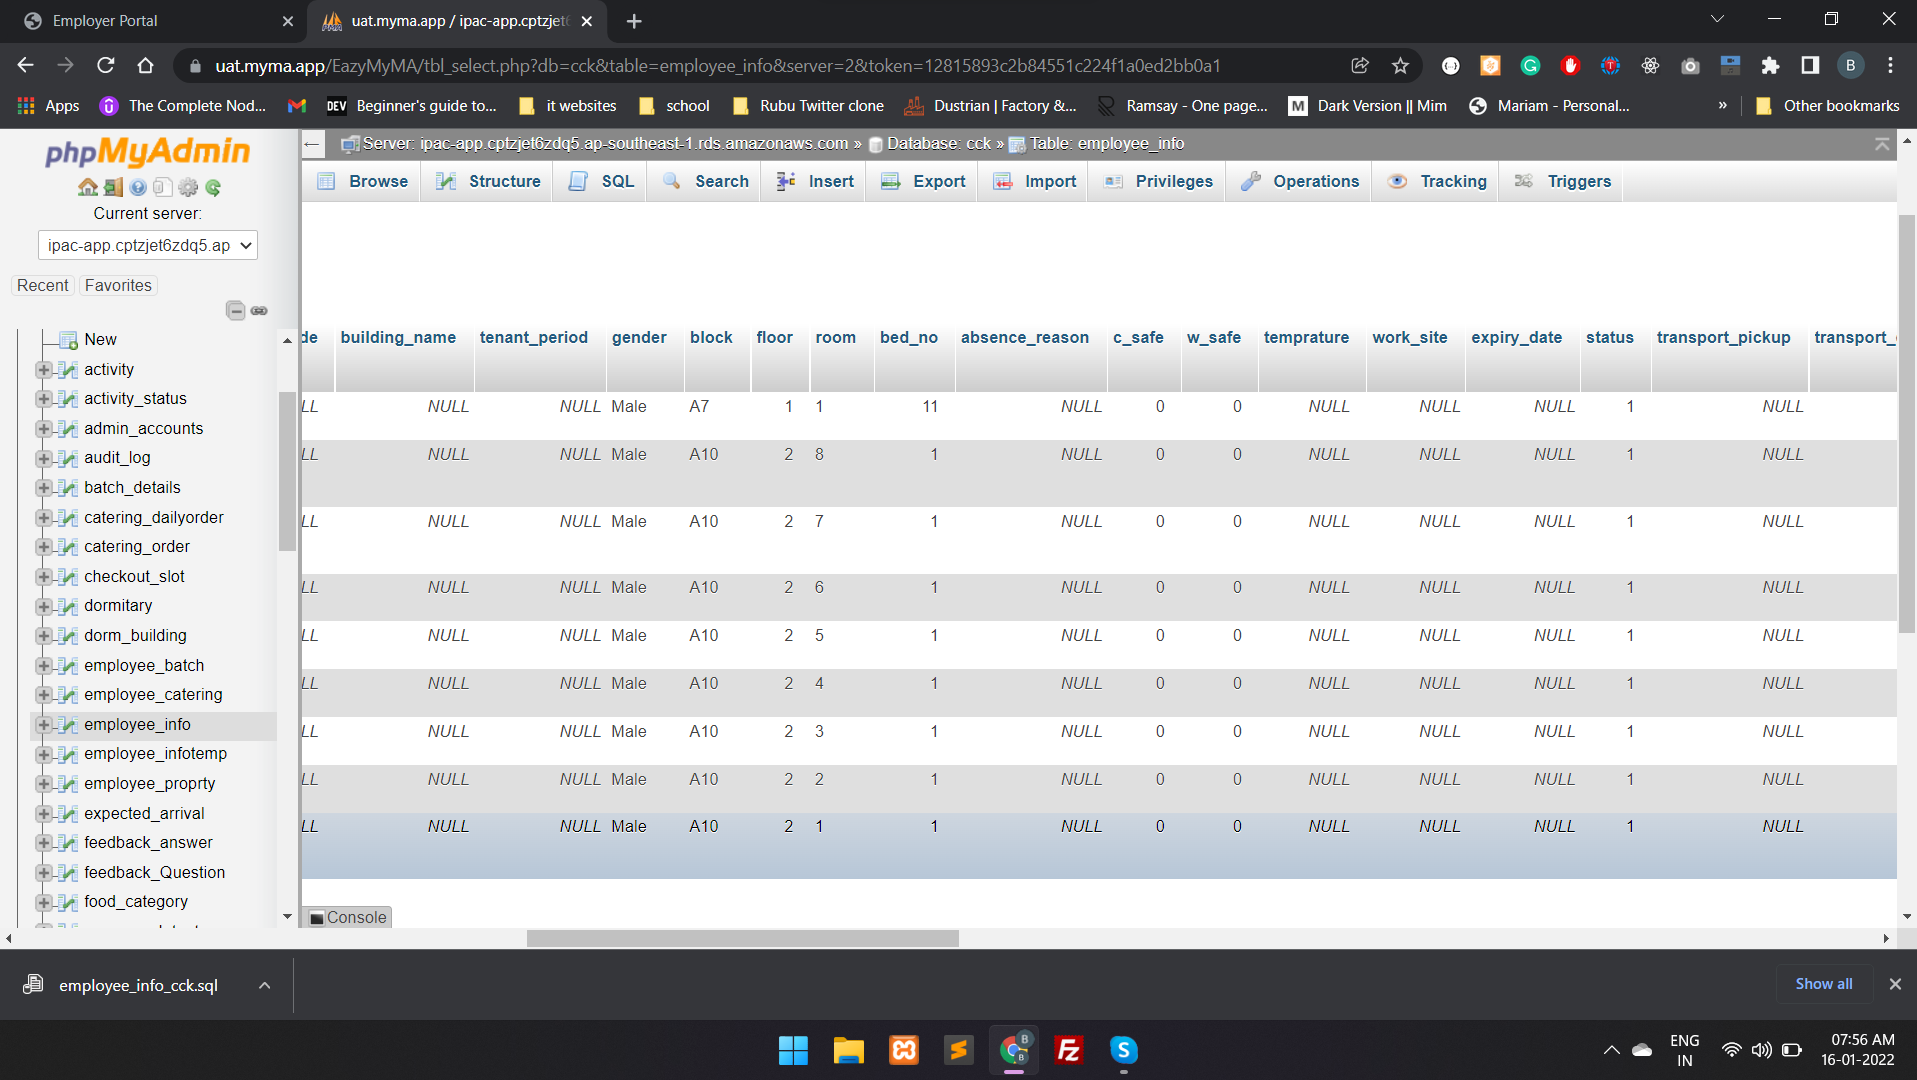 Employer Portal
uat.myma.app / ipac-app.cptzjet6
uat.myma.app/EazyMyMA/tbl_select.php?db=cck&table=employee_info&server=2&token=12815893c2b84551c224f1a0ed2bb0a1
B
Apps The Complete Nod... DEV Beginner's guide to... it websites school Rubu Twitter clone Dustrian | Factory &... Ramsay - One page... M Dark Version || Mim Mariam - Personal... » Other bookmarks
phpMyAdmin
Current server:
ipac-app.cptzjet6zdq5.ap
Recent Favorites
New
activity
activity_status
admin_accounts
audit_log
batch_details
catering_dailyorder
catering_order
checkout_slot
dormitary
dorm_building
employee_batch
employee_catering
employee_info
employee_infotemp
employee_proprty
expected_arrival
feedback_answer
feedback_Question
food_category
Server: ipac-app.cptzjet6zdq5.ap-southeast-1.rds.amazonaws.com » Database: cck » Table: employee_info
Browse Structure SQL Search Insert Export Import Privileges Operations Tracking Triggers
de building_name tenant_period gender block floor room bed_no absence_reason c_safe w_safe temprature work_site expiry_date status transport_pickup transport_
LL NULL NULL Male A7 1 1 11 NULL 0 0 NULL NULL NULL 1 NULL
LL NULL NULL Male A10 2 8 1 NULL 0 0 NULL NULL NULL 1 NULL
LL NULL NULL Male A10 2 7 1 NULL 0 0 NULL NULL NULL 1 NULL
LL NULL NULL Male A10 2 6 1 NULL 0 0 NULL NULL NULL 1 NULL
LL NULL NULL Male A10 2 5 1 NULL 0 0 NULL NULL NULL 1 NULL
LL NULL NULL Male A10 2 4 1 NULL 0 0 NULL NULL NULL 1 NULL
LL NULL NULL Male A10 2 3 1 NULL 0 0 NULL NULL NULL 1 NULL
LL NULL NULL Male A10 2 2 1 NULL 0 0 NULL NULL NULL 1 NULL
LL NULL NULL Male A10 2 1 1 NULL 0 0 NULL NULL NULL 1 NULL
Console
employee_info_cck.sql
Show all
ENG
IN
07:56 AM
16-01-2022